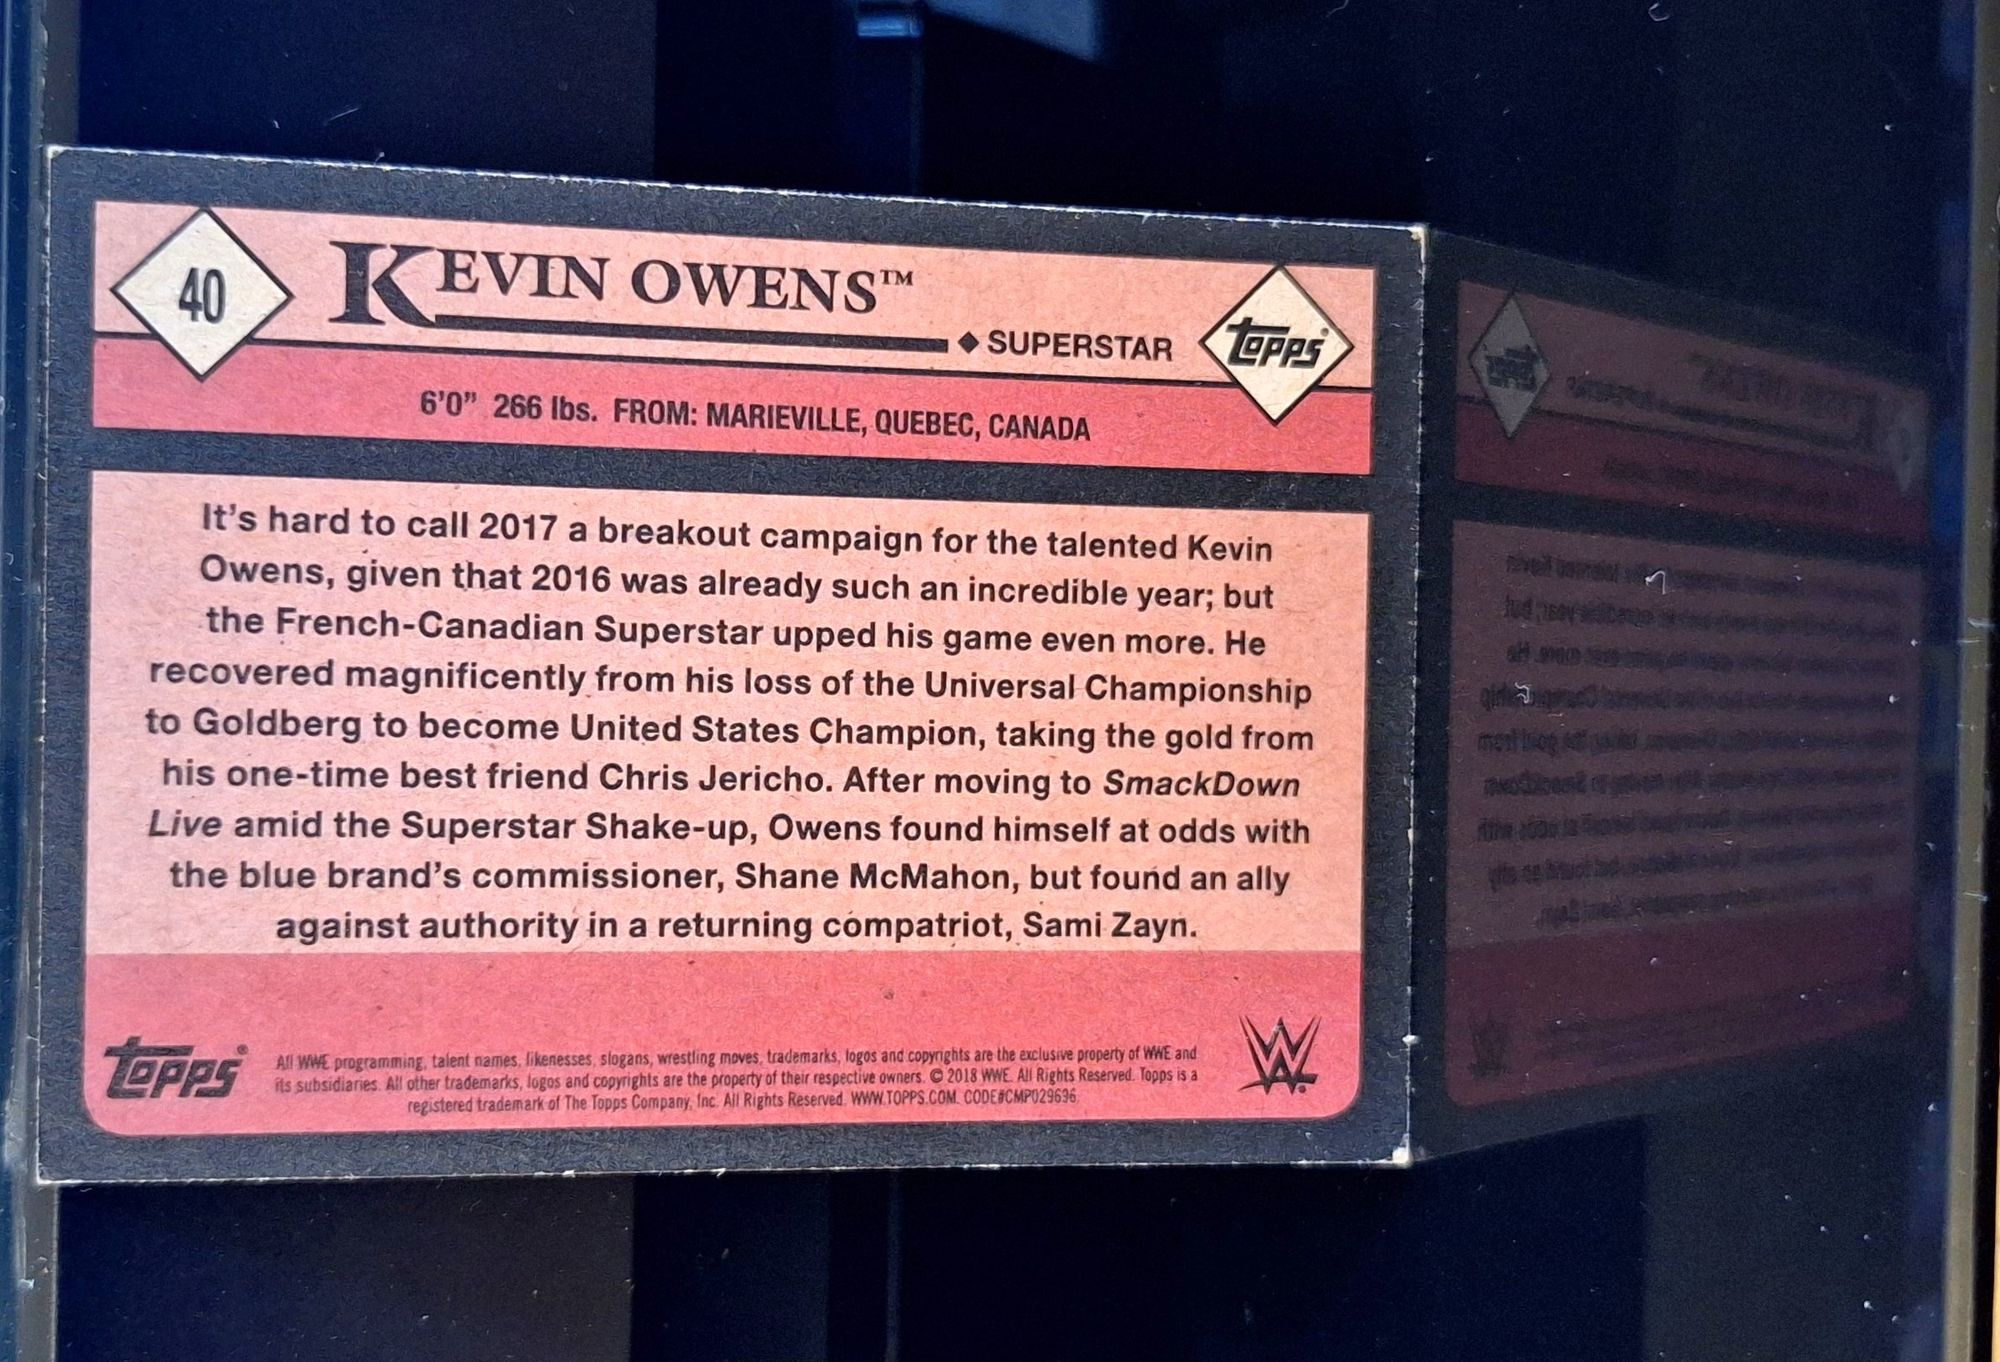 40
KEVIN OWENS™
◆ SUPERSTAR
Topps®
6'0" 266 lbs. FROM: MARIEVILLE, QUEBEC, CANADA
It's hard to call 2017 a breakout campaign for the talented Kevin
Owens, given that 2016 was already such an incredible year; but
the French-Canadian Superstar upped his game even more. He
recovered magnificently from his loss of the Universal Championship
to Goldberg to become United States Champion, taking the gold from
his one-time best friend Chris Jericho. After moving to SmackDown
Live amid the Superstar Shake-up, Owens found himself at odds with
the blue brand's commissioner, Shane McMahon, but found an ally
against authority in a returning compatriot, Sami Zayn.
Topps®
All WWE programming, talent names, likenesses, slogans, wrestling moves, trademarks, logos and copyrights are the exclusive property of WWE and
its subsidiaries. All other trademarks, logos and copyrights are the property of their respective owners. © 2018 WWE. All Rights Reserved. Topps is a
registered trademark of The Topps Company, Inc. All Rights Reserved. WWW.TOPPS.COM. CODE#CMP029696
W